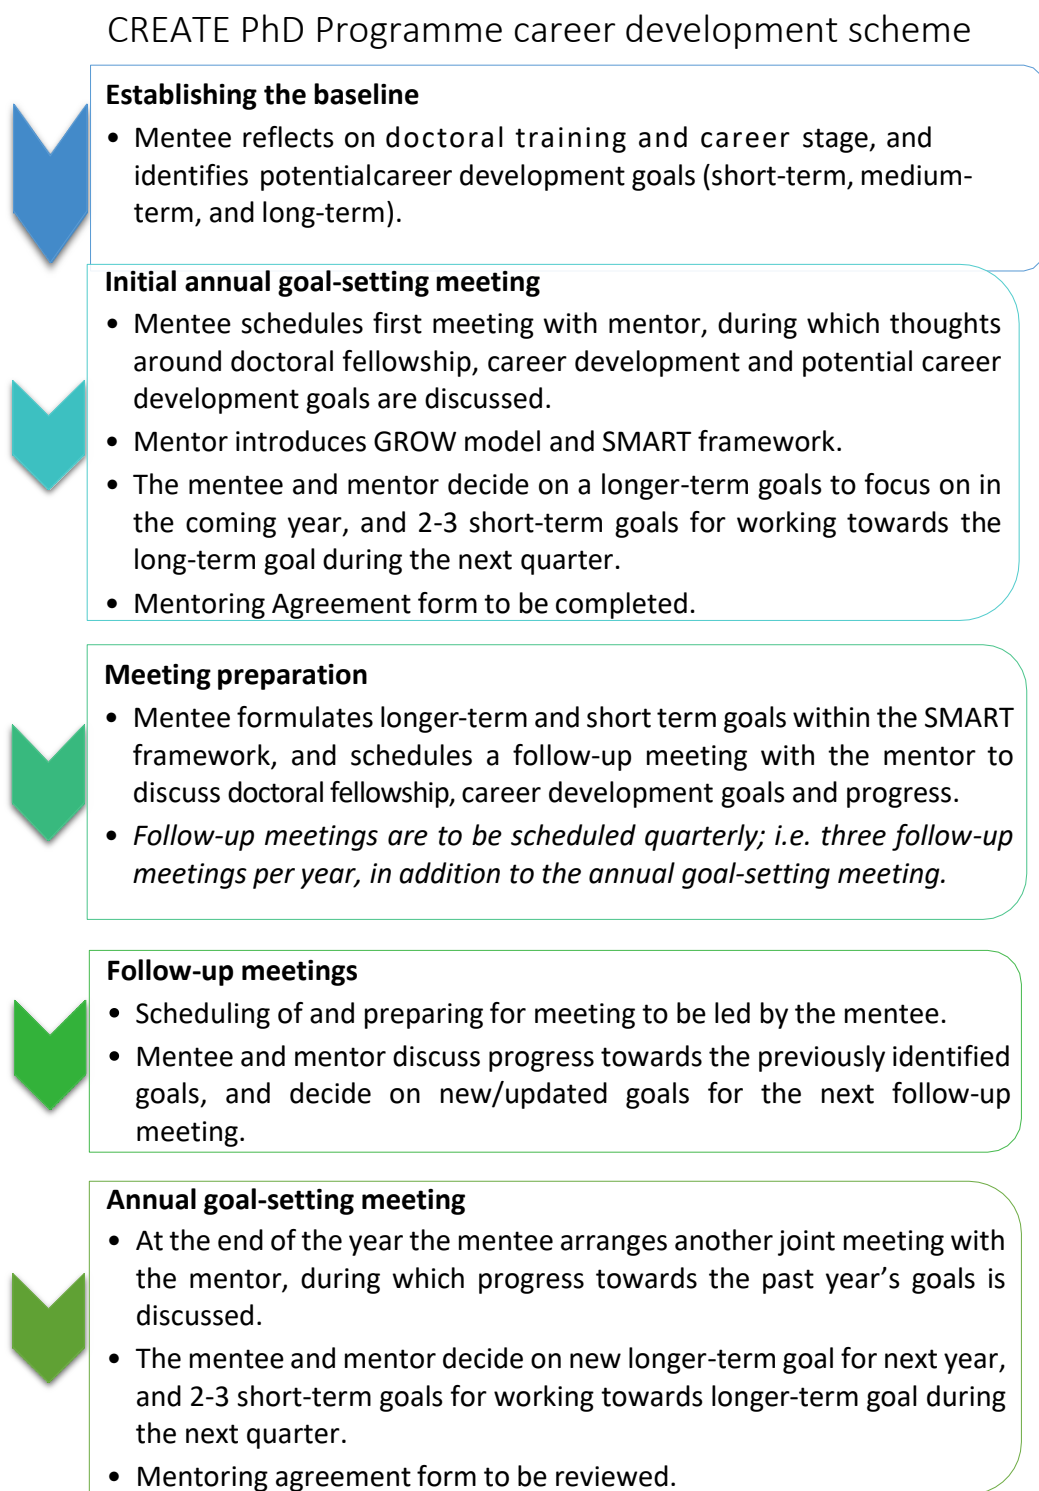 CREATE PhD Programme career development scheme
Establishing the baseline
• Mentee reflects on doctoral training and career stage, and
identifies potentialcareer development goals (short-term, medium-
term, and long-term).
Initial annual goal-setting meeting
• Mentee schedules first meeting with mentor, during which thoughts
around doctoral fellowship, career development and potential career
development goals are discussed.
• Mentor introduces GROW model and SMART framework.
• The mentee and mentor decide on a longer-term goals to focus on in
the coming year, and 2-3 short-term goals for working towards the
long-term goal during the next quarter.
• Mentoring Agreement form to be completed.
Meeting preparation
• Mentee formulates longer-term and short term goals within the SMART
framework, and schedules a follow-up meeting with the mentor to
discuss doctoral fellowship, career development goals and progress.
• Follow-up meetings are to be scheduled quarterly; i.e. three follow-up
meetings per year, in addition to the annual goal-setting meeting.
Follow-up meetings
• Scheduling of and preparing for meeting to be led by the mentee.
• Mentee and mentor discuss progress towards the previously identified
goals, and decide on new/updated goals for the next follow-up
meeting.
Annual goal-setting meeting
• At the end of the year the mentee arranges another joint meeting with
the mentor, during which progress towards the past year’s goals is
discussed.
• The mentee and mentor decide on new longer-term goal for next year,
and 2-3 short-term goals for working towards longer-term goal during
the next quarter.
• Mentoring agreement form to be reviewed.